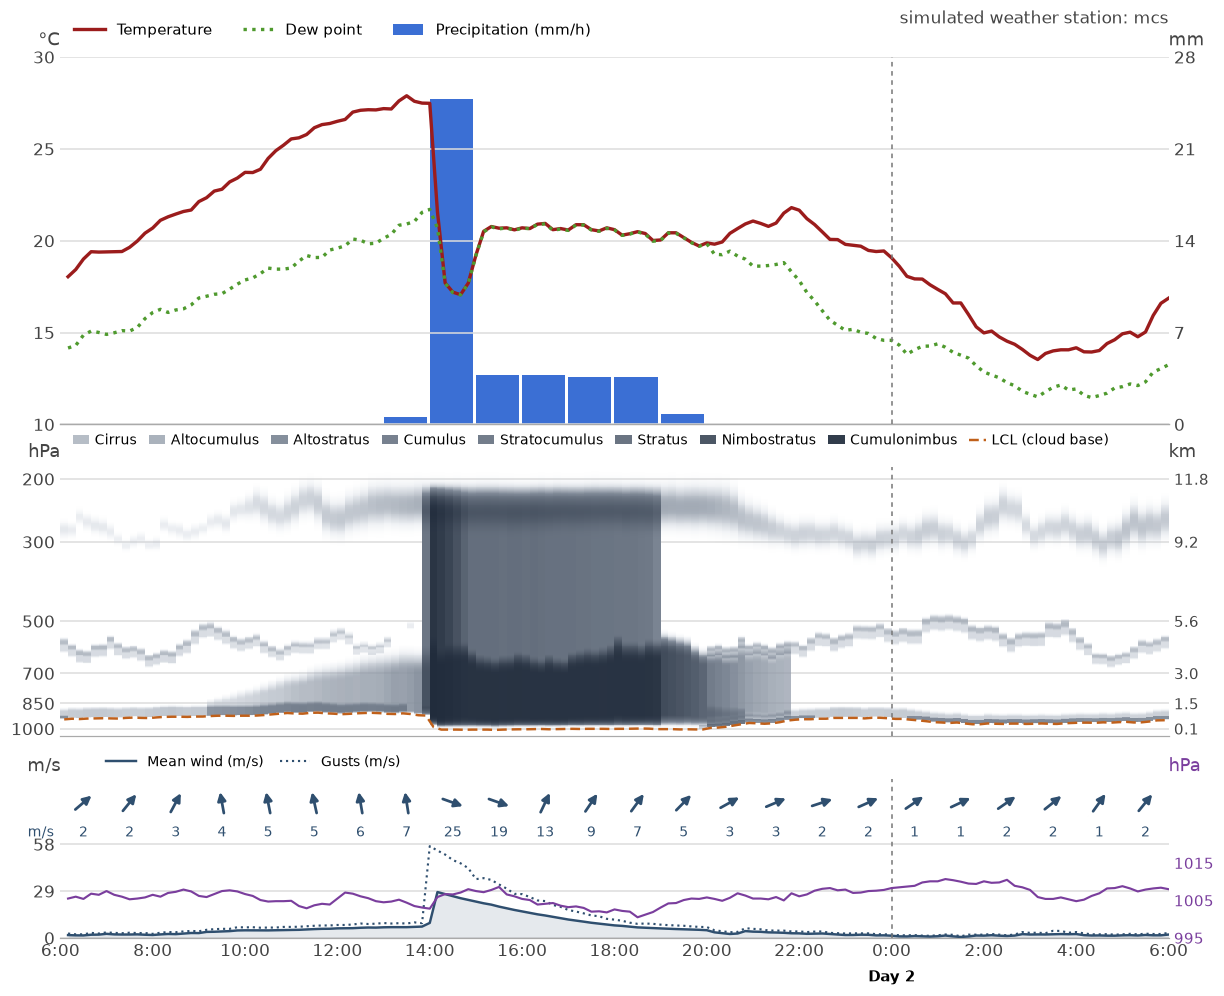 simulated weather station: mcs
Temperature Dew point Precipitation (mm/h)
°C mm
30 28
25 21
20 14
15 7
10 0
Cirrus Altocumulus Altostratus Cumulus Stratocumulus Stratus Nimbostratus Cumulonimbus LCL (cloud base)
hPa km
200 11.8
300 9.2
500 5.6
700 3.0
850 1.5
1000 0.1
m/s Mean wind (m/s) Gusts (m/s) hPa
m/s 2 2 3 4 5 5 6 7 25 19 13 9 7 5 3 3 2 2 1 1 2 2 1 2
58
1015
29
1005
0 995
6:00 8:00 10:00 12:00 14:00 16:00 18:00 20:00 22:00 0:00 2:00 4:00 6:00
Day 2